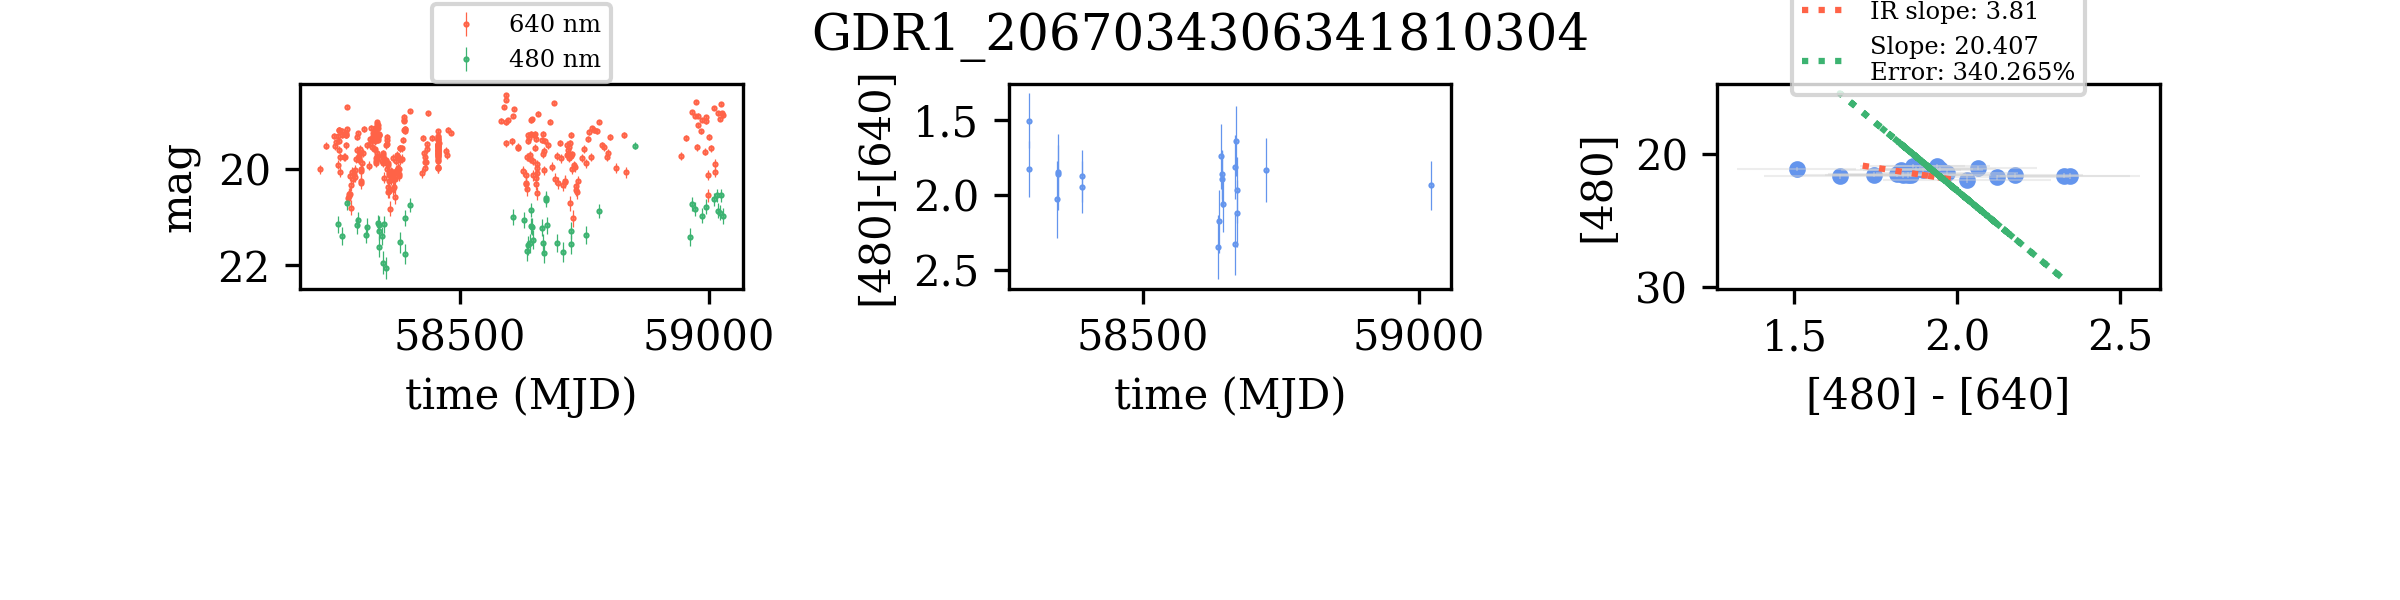 GDR1_2067034306341810304
640 nm
480 nm
mag
20
22
58500
59000
time (MJD)
[480]-[640]
1.5
2.0
2.5
58500
59000
time (MJD)
IR slope: 3.81
Slope: 20.407
Error: 340.265%
[480]
20
30
1.5
2.0
2.5
[480] - [640]